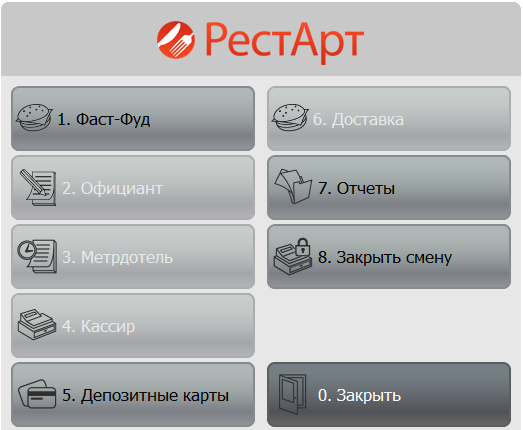 РестАрт
1. Фаст-Фуд
2. Официант
3. Метрдотель
4. Кассир
5. Депозитные карты
6. Доставка
7. Отчеты
8. Закрыть смену
0. Закрыть